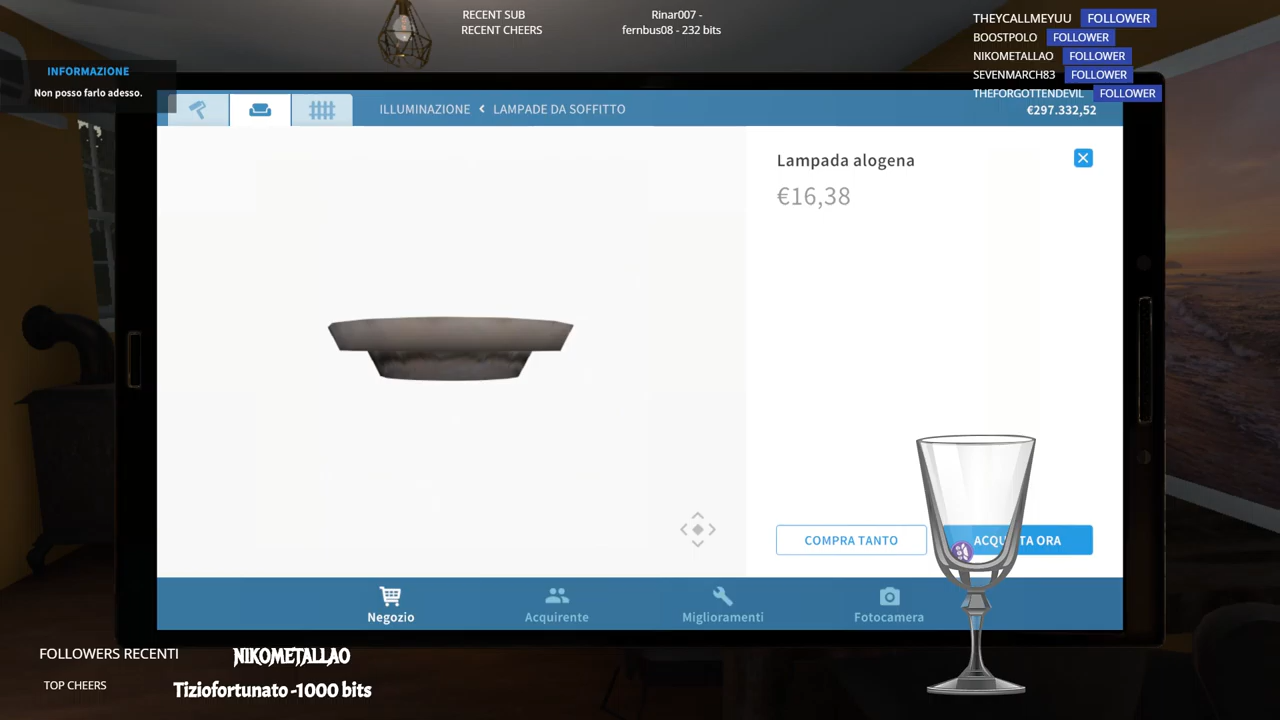 RECENT SUB
Rinar007 -
RECENT CHEERS
fernbus08 - 232 bits
THEYCALLMEYUU FOLLOWER
BOOSTPOLO FOLLOWER
NIKOMETALLAO FOLLOWER
SEVENMARCH83 FOLLOWER
THEFORGOTTENDEVIL FOLLOWER
INFORMAZIONE
Non posso farlo adesso.
ILLUMINAZIONE < LAMPADE DA SOFFITTO
€297.332,52
Lampada alogena
€16,38
COMPRA TANTO
ACQUISTA ORA
Negozio
Acquirente
Miglioramenti
Fotocamera
FOLLOWERS RECENTI
NIKOMETALLAO
TOP CHEERS
Tiziofortunato -1000 bits